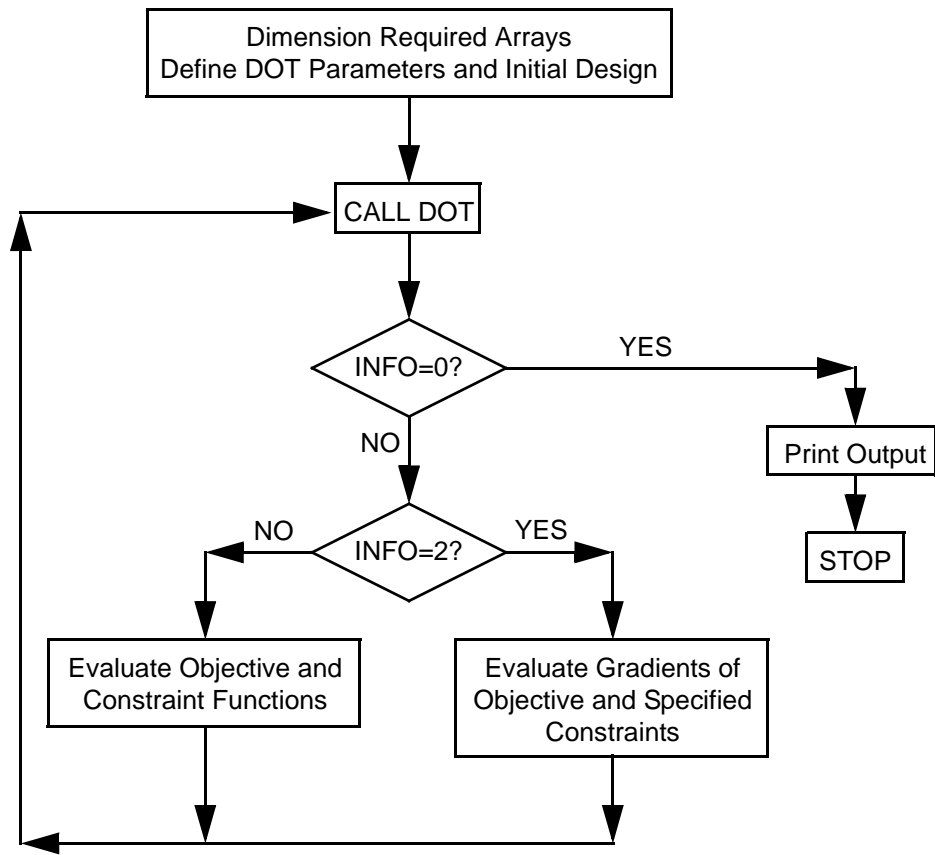 Dimension Required Arrays
Define DOT Parameters and Initial Design
CALL DOT
INFO=0?
YES
NO
Print Output
STOP
INFO=2?
NO
YES
Evaluate Objective and
Constraint Functions
Evaluate Gradients of
Objective and Specified
Constraints